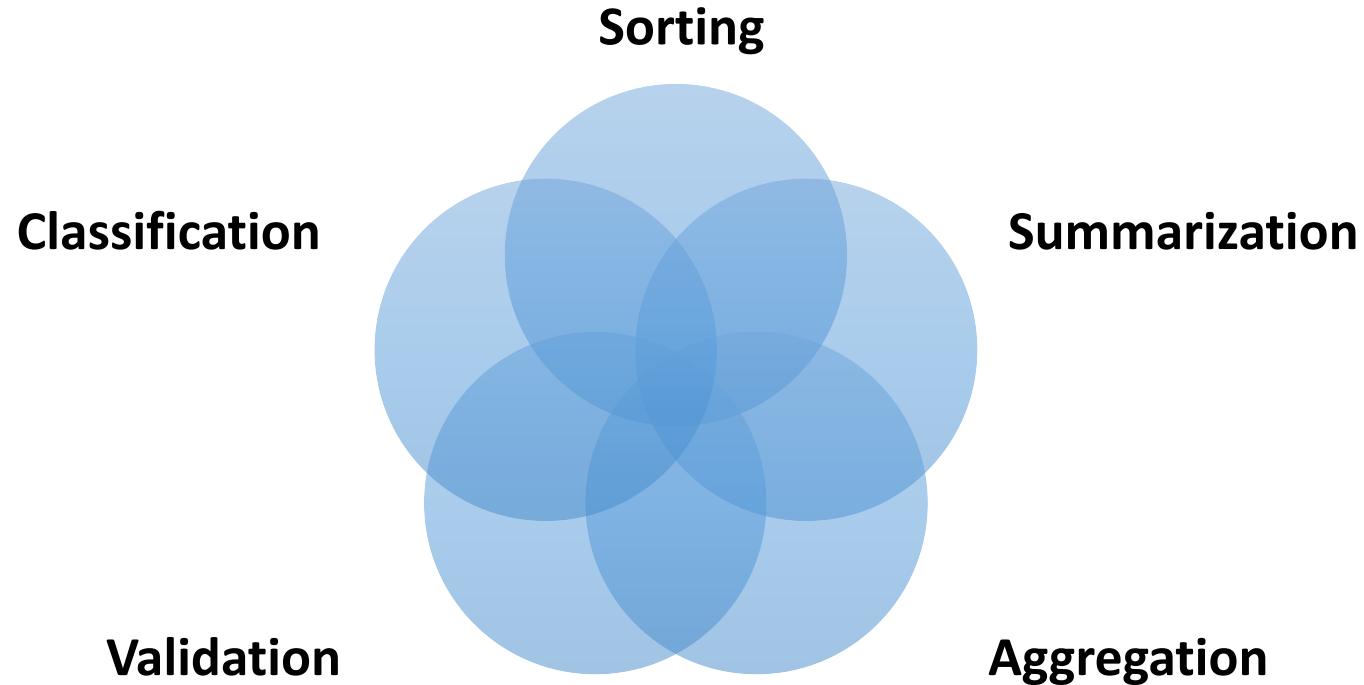 Sorting
Classification
Summarization
Validation
Aggregation